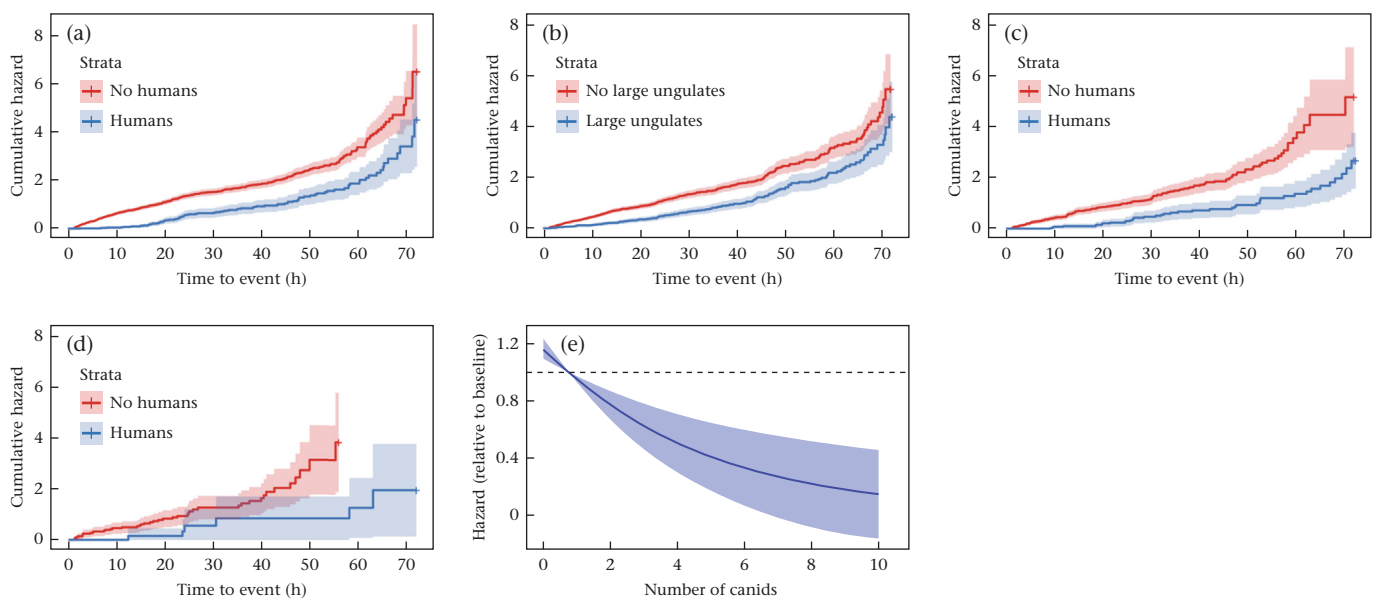 (a)
Strata
No humans
Humans
Cumulative hazard
8
6
4
2
0
0 10 20 30 40 50 60 70
Time to event (h)
(b)
Strata
No large ungulates
Large ungulates
Cumulative hazard
8
6
4
2
0
0 10 20 30 40 50 60 70
Time to event (h)
(c)
Strata
No humans
Humans
Cumulative hazard
8
6
4
2
0
0 10 20 30 40 50 60 70
Time to event (h)
(d)
Strata
No humans
Humans
Cumulative hazard
8
6
4
2
0
0 10 20 30 40 50 60 70
Time to event (h)
(e)
Hazard (relative to baseline)
1.2
0.8
0.4
0
0 2 4 6 8 10
Number of canids